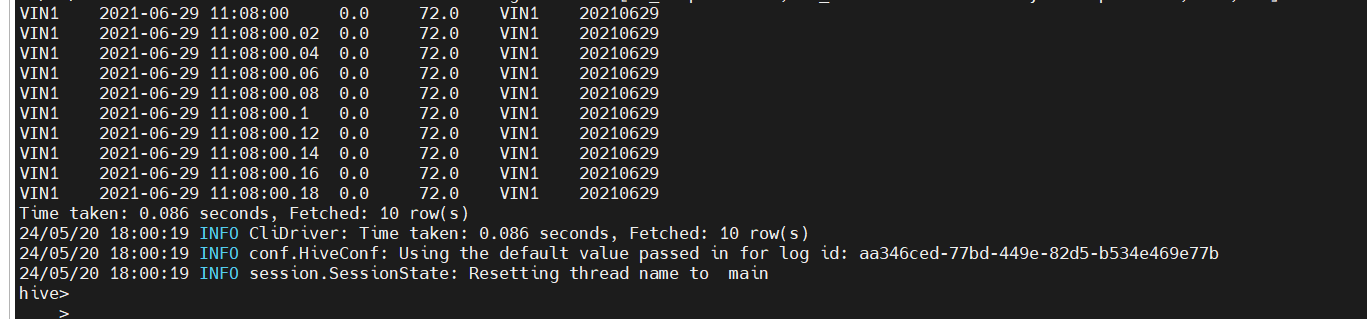 VIN1 2021-06-29 11:08:00 0.0 72.0 VIN1 20210629
VIN1 2021-06-29 11:08:00.02 0.0 72.0 VIN1 20210629
VIN1 2021-06-29 11:08:00.04 0.0 72.0 VIN1 20210629
VIN1 2021-06-29 11:08:00.06 0.0 72.0 VIN1 20210629
VIN1 2021-06-29 11:08:00.08 0.0 72.0 VIN1 20210629
VIN1 2021-06-29 11:08:00.1 0.0 72.0 VIN1 20210629
VIN1 2021-06-29 11:08:00.12 0.0 72.0 VIN1 20210629
VIN1 2021-06-29 11:08:00.14 0.0 72.0 VIN1 20210629
VIN1 2021-06-29 11:08:00.16 0.0 72.0 VIN1 20210629
VIN1 2021-06-29 11:08:00.18 0.0 72.0 VIN1 20210629
Time taken: 0.086 seconds, Fetched: 10 row(s)
24/05/20 18:00:19 INFO CliDriver: Time taken: 0.086 seconds, Fetched: 10 row(s)
24/05/20 18:00:19 INFO conf.HiveConf: Using the default value passed in for log id: aa346ced-77bd-449e-82d5-b534e469e77b
24/05/20 18:00:19 INFO session.SessionState: Resetting thread name to  main
hive>
    >